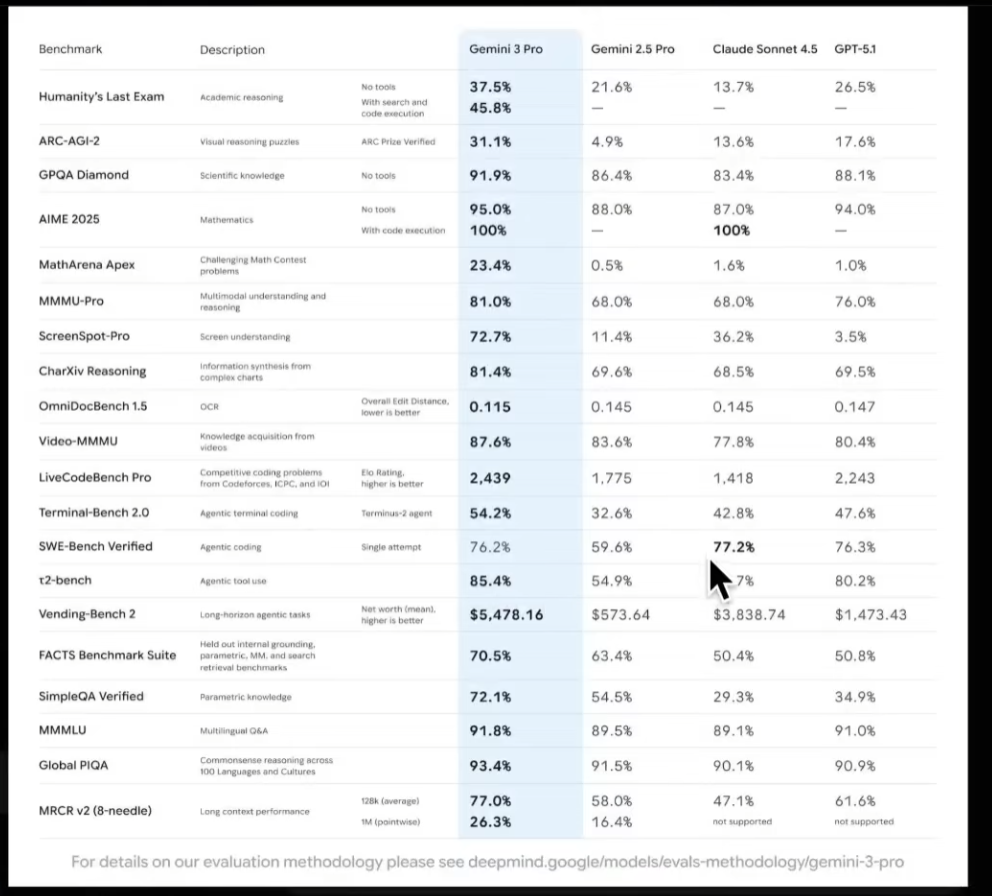 Benchmark Description Gemini 3 Pro Gemini 2.5 Pro Claude Sonnet 4.5 GPT-5.1
Humanity's Last Exam Academic reasoning No tools 37.5% 21.6% 13.7% 26.5%
With search and code execution 45.8% — — —
ARC-AGI-2 Visual reasoning puzzles ARC Prize Verified 31.1% 4.9% 13.6% 17.6%
GPQA Diamond Scientific knowledge No tools 91.9% 86.4% 83.4% 88.1%
AIME 2025 Mathematics No tools 95.0% 88.0% 87.0% 94.0%
With code execution 100% — 100% —
MathArena Apex Challenging Math Contest problems 23.4% 0.5% 1.6% 1.0%
MMMU-Pro Multimodal understanding and reasoning 81.0% 68.0% 68.0% 76.0%
ScreenSpot-Pro Screen understanding 72.7% 11.4% 36.2% 3.5%
CharXiv Reasoning Information synthesis from complex charts 81.4% 69.6% 68.5% 69.5%
OmniDocBench 1.5 OCR Overall Edit Distance, lower is better 0.115 0.145 0.145 0.147
Video-MMMU Knowledge acquisition from videos 87.6% 83.6% 77.8% 80.4%
LiveCodeBench Pro Competitive coding problems from Codeforces, ICPC, and IOI Elo Rating, higher is better 2,439 1,775 1,418 2,243
Terminal-Bench 2.0 Agentic terminal coding Terminus-2 agent 54.2% 32.6% 42.8% 47.6%
SWE-Bench Verified Agentic coding Single attempt 76.2% 59.6% 77.2% 76.3%
τ2-bench Agentic tool use 85.4% 54.9% 80.2%
Vending-Bench 2 Long-horizon agentic tasks Net worth (mean), higher is better $5,478.16 $573.64 $3,838.74 $1,473.43
FACTS Benchmark Suite Held out internal grounding, parametric, MM, and search retrieval benchmarks 70.5% 63.4% 50.4% 50.8%
SimpleQA Verified Parametric knowledge 72.1% 54.5% 29.3% 34.9%
MMMLU Multilingual Q&A 91.8% 89.5% 89.1% 91.0%
Global PIQA Commonsense reasoning across 100 Languages and Cultures 93.4% 91.5% 90.1% 90.9%
MRCR v2 (8-needle) Long context performance 128k (average) 77.0% 58.0% 47.1% 61.6%
1M (pointwise) 26.3% 16.4% not supported not supported
For details on our evaluation methodology please see deepmind.google/models/evals-methodology/gemini-3-pro